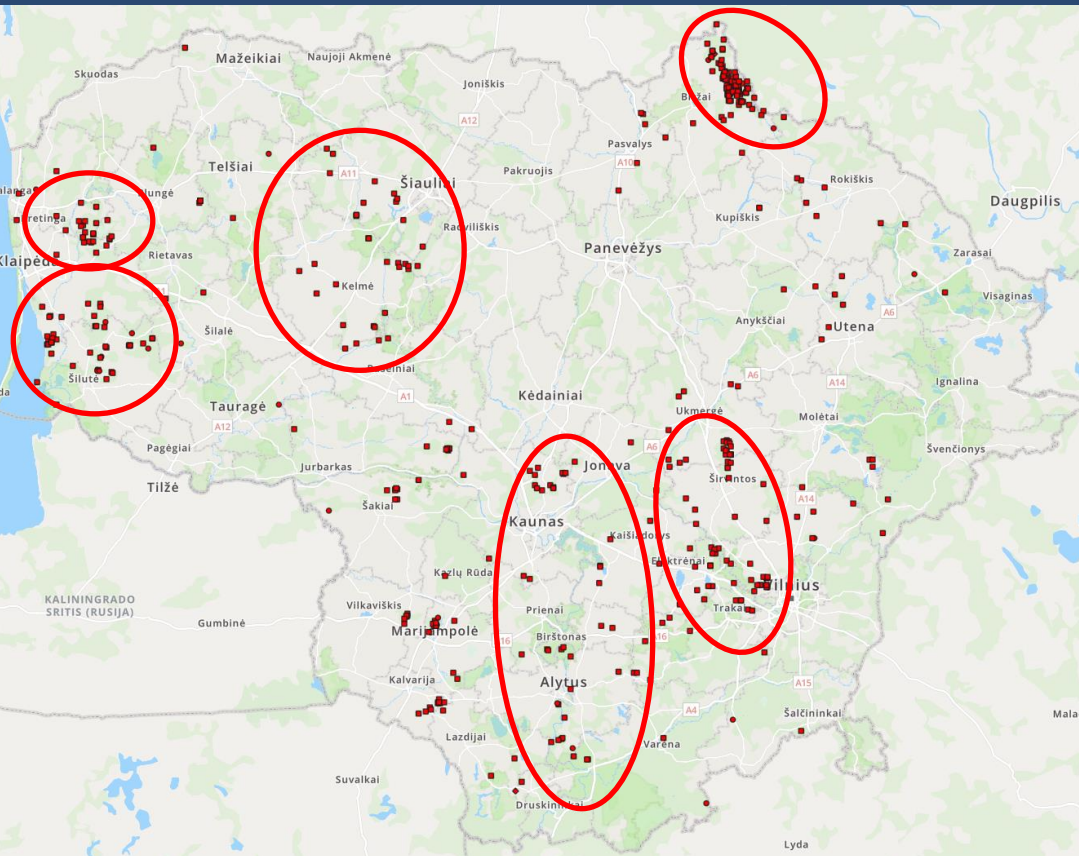 Mažeikiai
Naujoji Akmenė
Skuodas
Joniškis
A12
Biržai
Pasvalys
A10
Telšiai
A11
Pakruojis
Šiauliai
Rokiškis
Radviliškis
Kupiškis
Daugpilis
Panevėžys
Rietavas
Zarasai
Kelmė
Visaginas
A6
Anykščiai
Utena
Šilalė
Šilutė
A6
A14
Ignalina
A1
Kėdainiai
Tauragė
Ukmergė
Molėtai
A12
Pagėgiai
A6
Švenčionys
Jurbarkas
Jonava
Tilžė
A14
Šakiai
Kaunas
Kaišiadorys
Elektrėnai
Kazlų Rūda
Vilnius
KALININGRADO
SRITIS (RUSIJA)
Vilkaviškis
Prienai
Trakai
Gumbinė
Marijampolė
Birštonas
16
16
Kalvarija
Alytus
A15
A4
Šalčininkai
Mala
Lazdijai
Varėna
Suvalkai
Druskininkai
Lyda